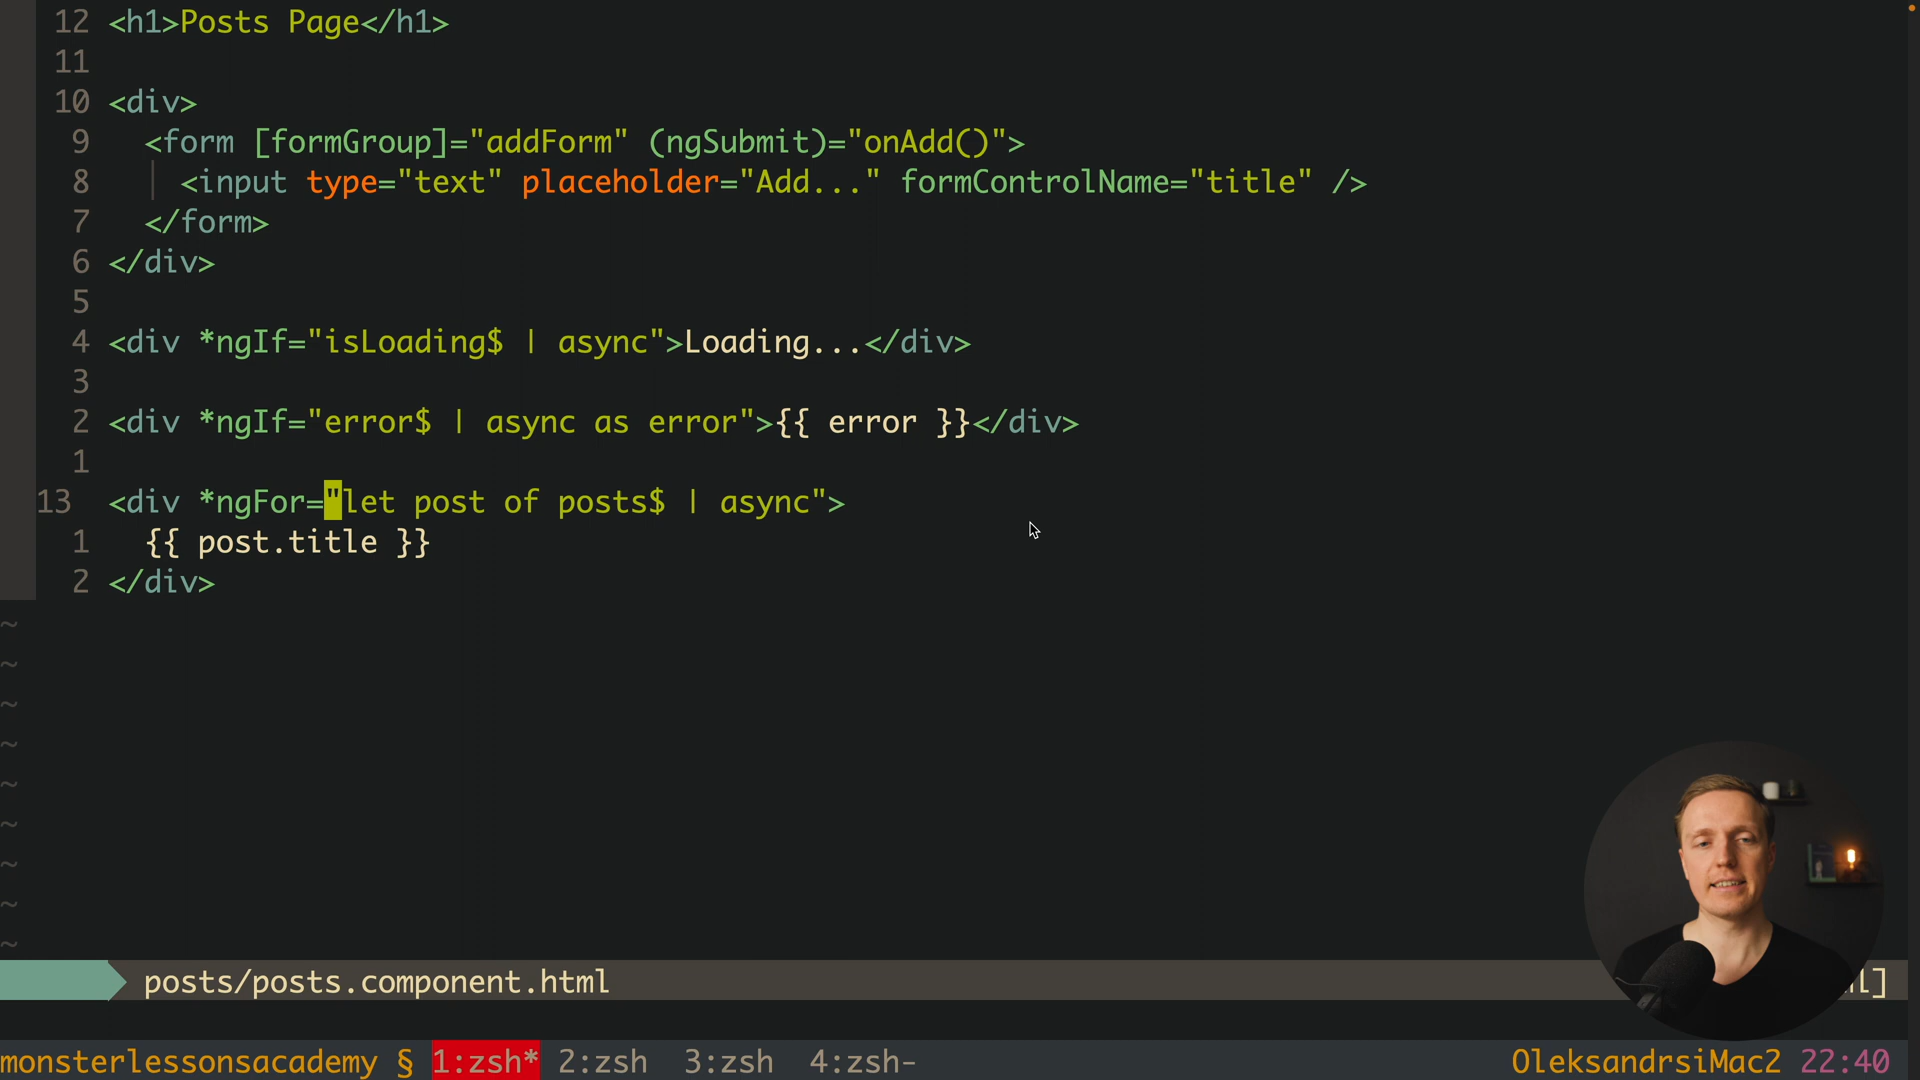 12 <h1>Posts Page</h1>
11
10 <div>
9 <form [formGroup]="addForm" (ngSubmit)="onAdd()">
8 <input type="text" placeholder="Add..." formControlName="title" />
7 </form>
6 </div>
5
4 <div *ngIf="isLoading$ | async">Loading...</div>
3
2 <div *ngIf="error$ | async as error">{{ error }}</div>
1
13 <div *ngFor="let post of posts$ | async">
1 {{ post.title }}
2 </div>
~
~
~
~
~
~
~
~
~
posts/posts.component.html
monsterlessonsacademy § 1:zsh* 2:zsh 3:zsh 4:zsh- OleksandrsiMac2 22:40